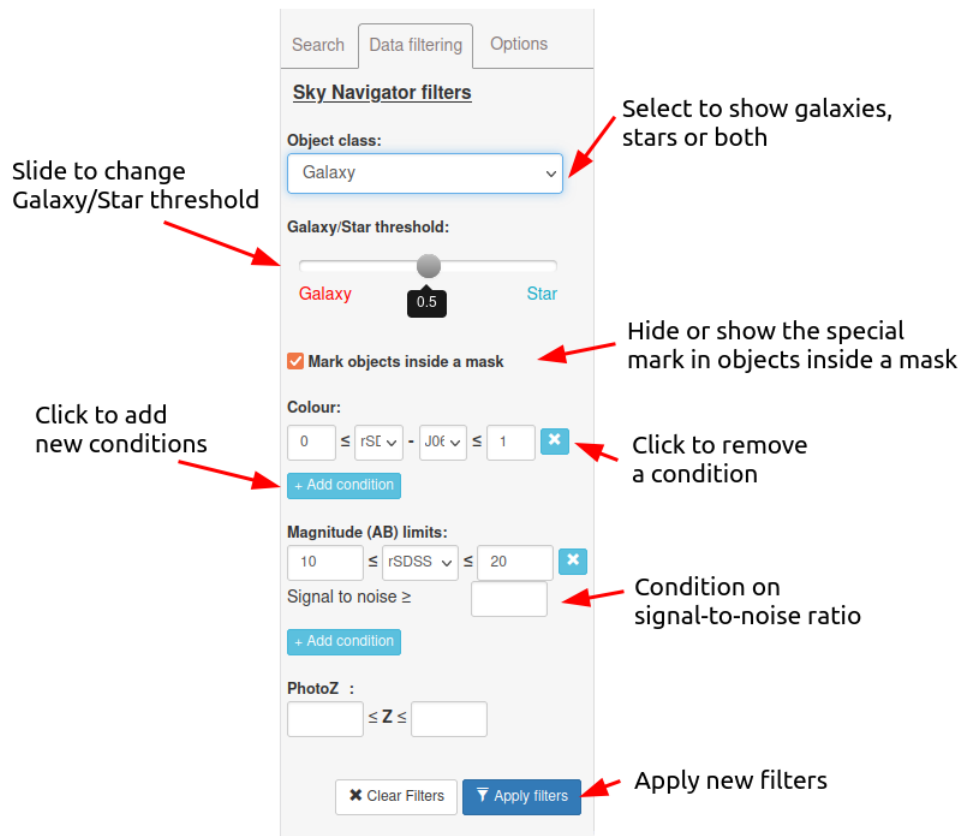 Search Data filtering Options
Sky Navigator filters
Select to show galaxies,
stars or both
Object class:
Galaxy
Slide to change
Galaxy/Star threshold
Galaxy/Star threshold:
Galaxy 0.5 Star
Hide or show the special
mark in objects inside a mask
Mark objects inside a mask
Click to add
new conditions
Colour:
0 ≤ rSD - J06 ≤ 1
Click to remove
a condition
+ Add condition
Magnitude (AB) limits:
10 ≤ rSDSS ≤ 20
Signal to noise ≥
Condition on
signal-to-noise ratio
+ Add condition
PhotoZ :
≤ Z ≤
Apply new filters
Clear Filters Apply filters